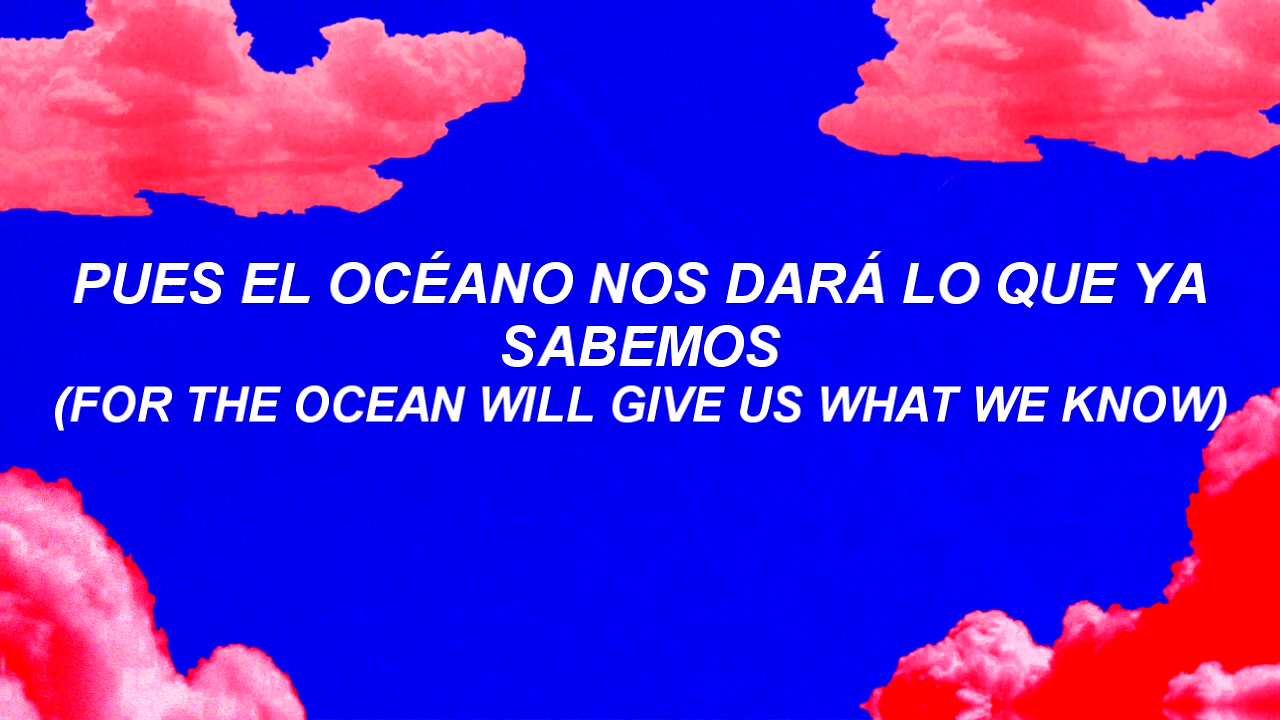 PUES EL OCÉANO NOS DARÁ LO QUE YA
SABEMOS
(FOR THE OCEAN WILL GIVE US WHAT WE KNOW)